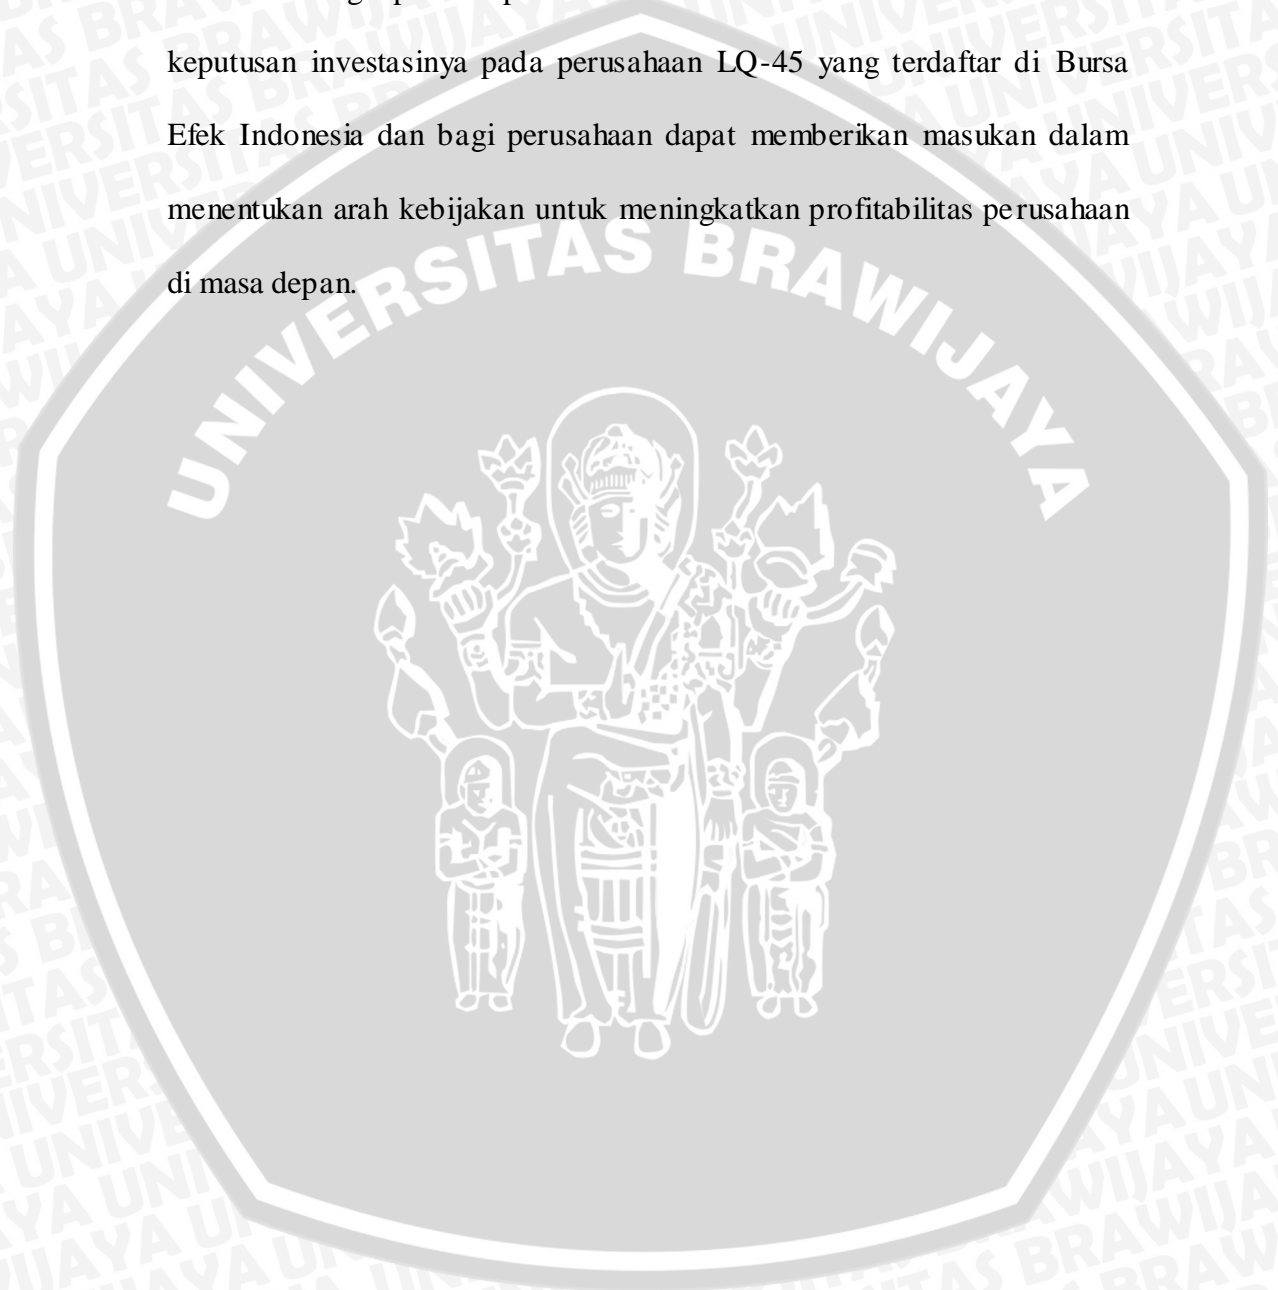 keputusan investasinya pada perusahaan LQ-45 yang terdaftar di Bursa
Efek Indonesia dan bagi perusahaan dapat memberikan masukan dalam
menentukan arah kebijakan untuk meningkatkan profitabilitas perusahaan
di masa depan.
UNIVERSITAS BRAWIJAYA